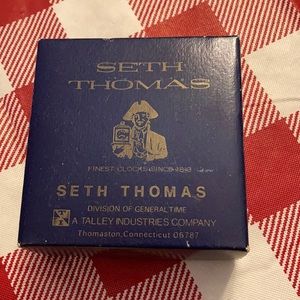 SETH
THOMAS
FINEST CLOCKS SINCE 1813
SETH THOMAS
DIVISION OF GENERAL TIME
A TALLEY INDUSTRIES COMPANY
Thomaston, Connecticut 06787